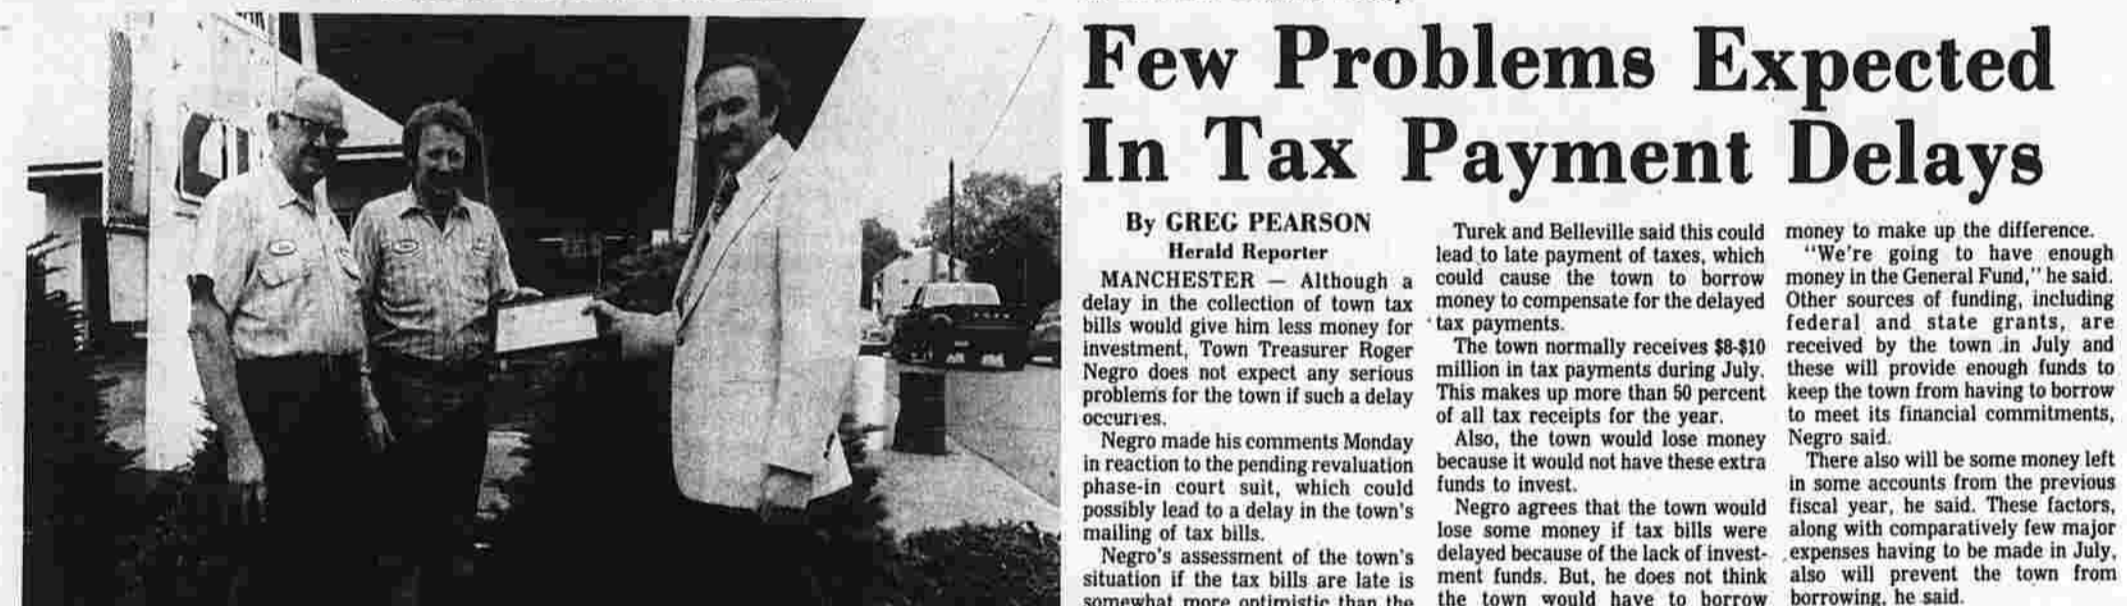 Few Problems Expected
In Tax Payment Delays
By GREG PEARSON
Herald Reporter
MANCHESTER — Although a
delay in the collection of town tax
bills would give him less money for
investment, Town Treasurer Roger
Negro does not expect any serious
problems for the town if such a delay
occurres.
Negro made his comments Monday
in reaction to the pending revaluation
phase-in court suit, which could
possibly lead to a delay in the town's
mailing of tax bills.
Negro's assessment of the town's
situation if the tax bills are late is
somewhat more optimistic than the
Turek and Belleville said this could
lead to late payment of taxes, which
could cause the town to borrow
money to compensate for the delayed
tax payments.
The town normally receives $8-$10
million in tax payments during July.
This makes up more than 50 percent
of all tax receipts for the year.
Also, the town would lose money
because it would not have these extra
funds to invest.
Negro agrees that the town would
lose some money if tax bills were
delayed because of the lack of invest-
ment funds. But, he does not think
the town would have to borrow
money to make up the difference.
"We're going to have enough
money in the General Fund," he said.
Other sources of funding, including
federal and state grants, are
received by the town in July and
these will provide enough funds to
keep the town from having to borrow
to meet its financial commitments,
Negro said.
There also will be some money left
in some accounts from the previous
fiscal year, he said. These factors,
along with comparatively few major
expenses having to be made in July,
also will prevent the town from
borrowing, he said.